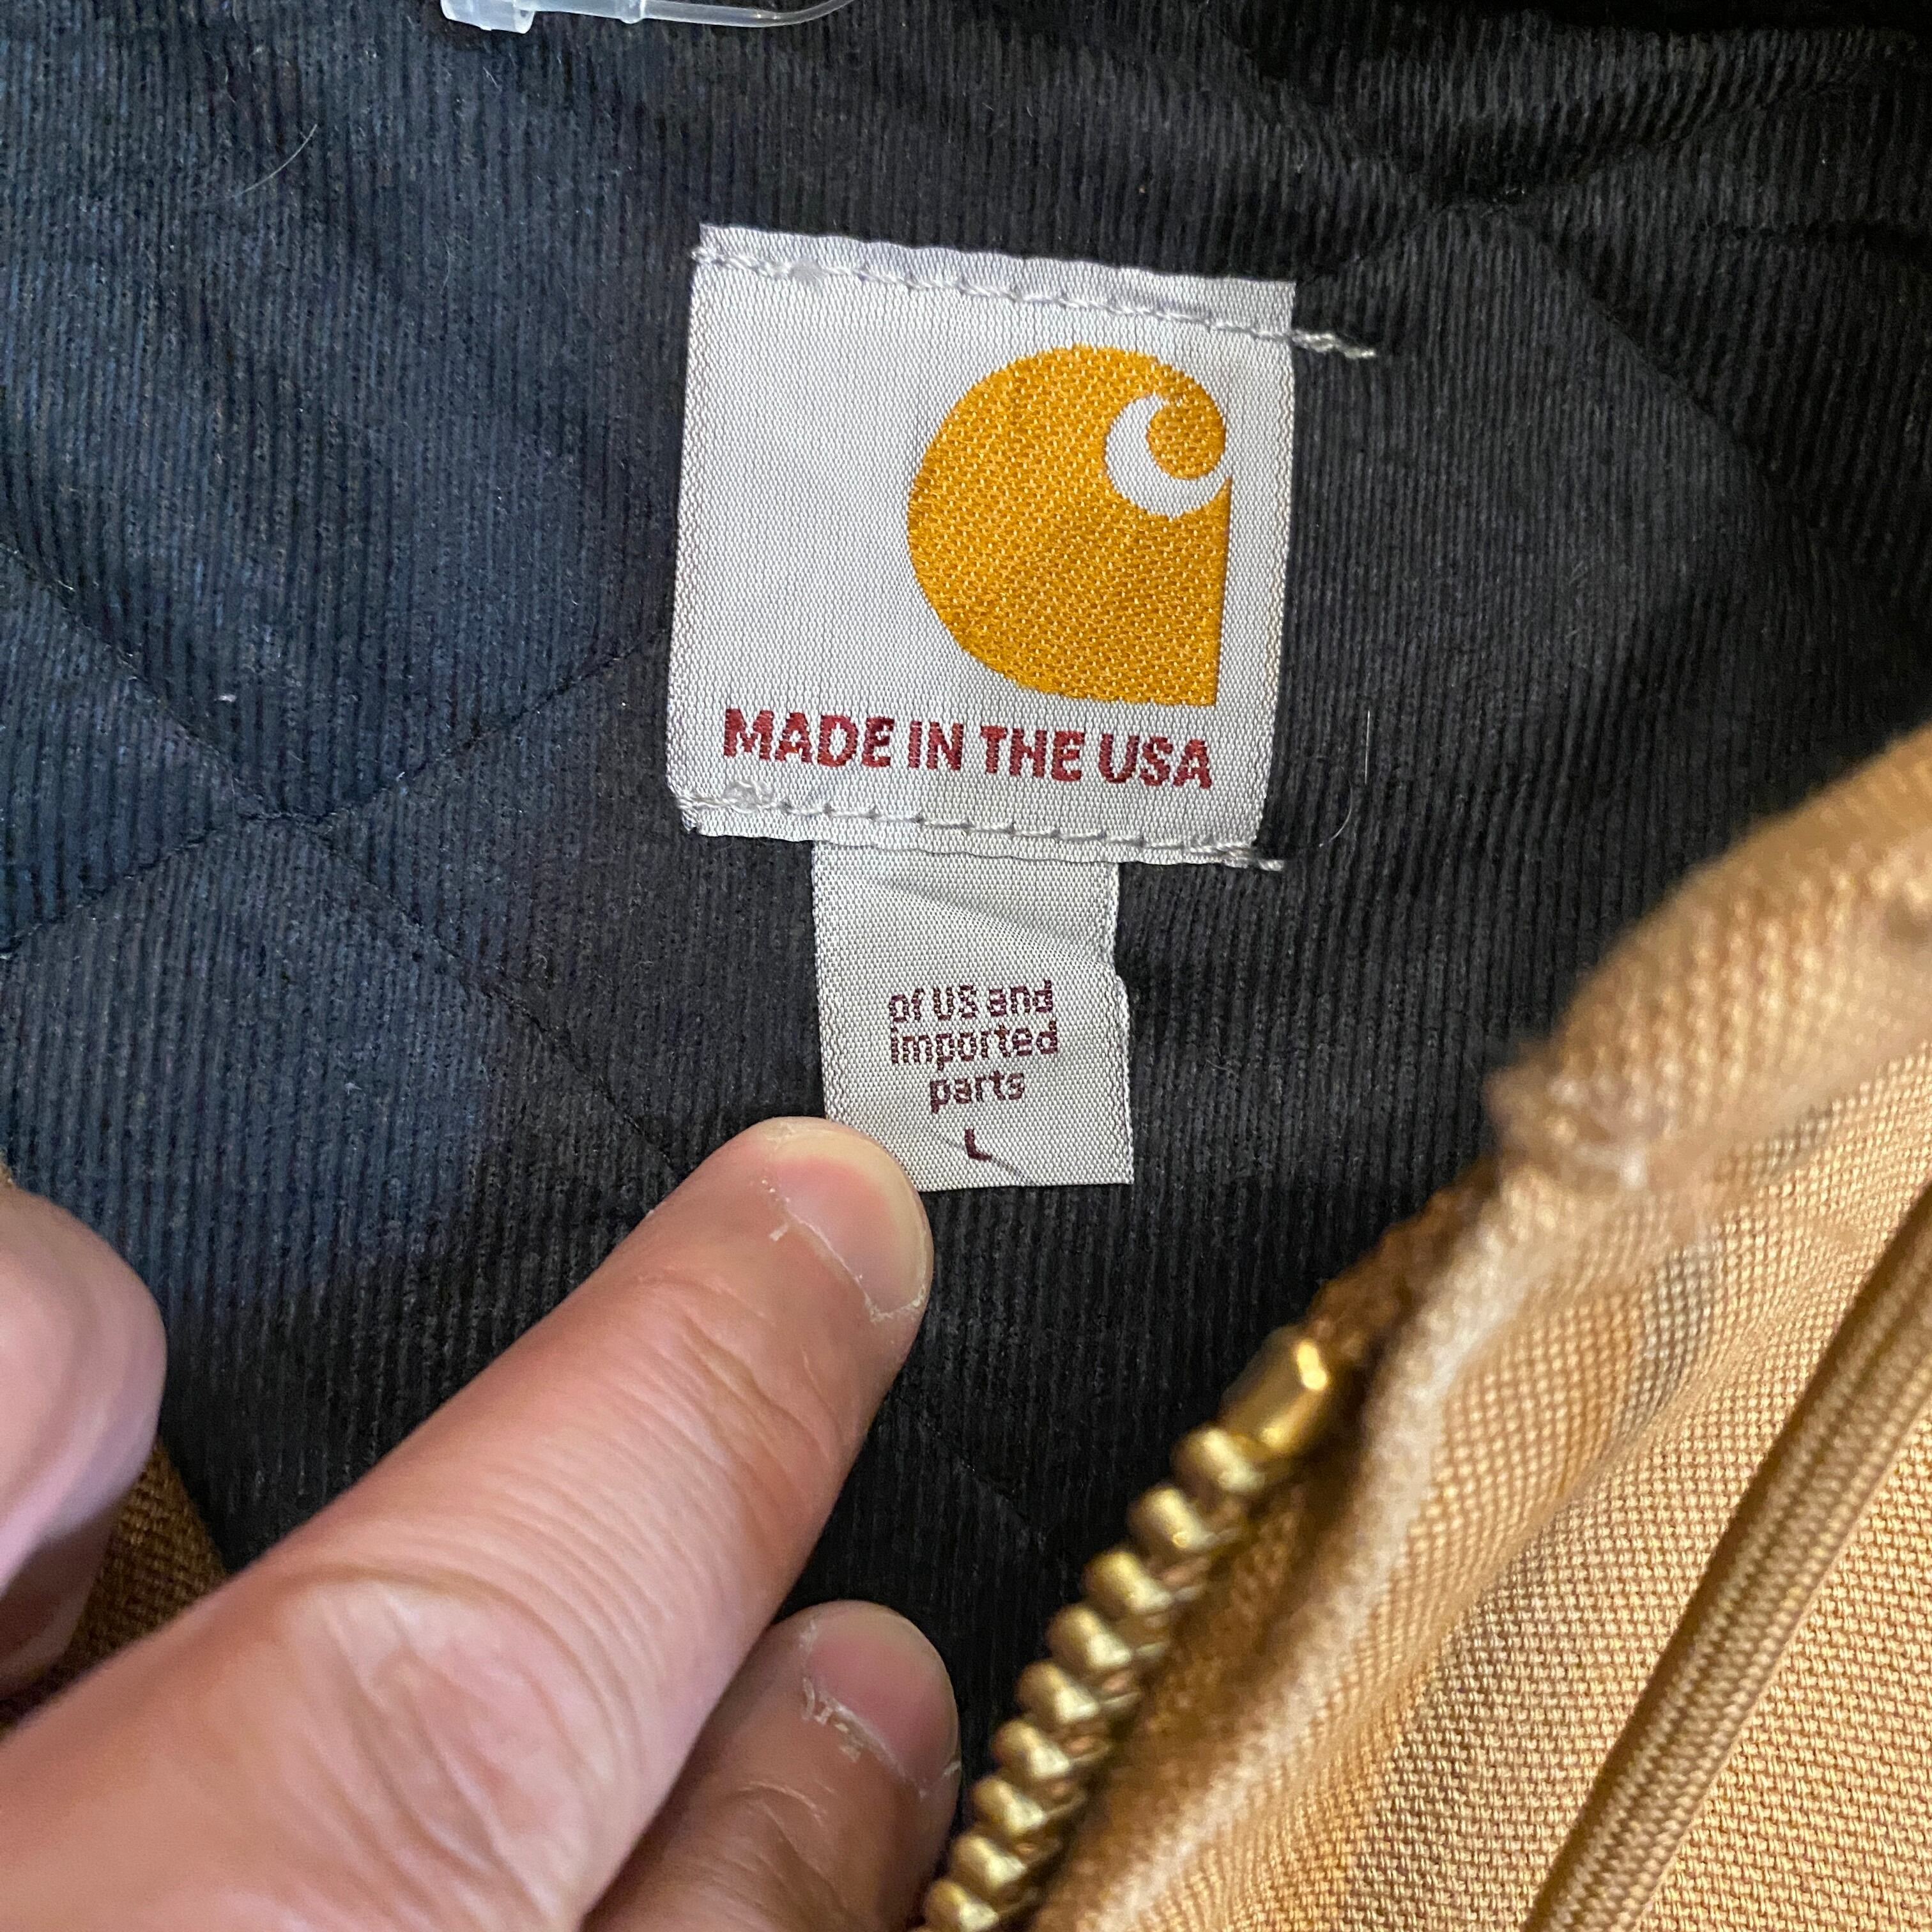 MADE IN THE USA
of US and
imported
parts
L